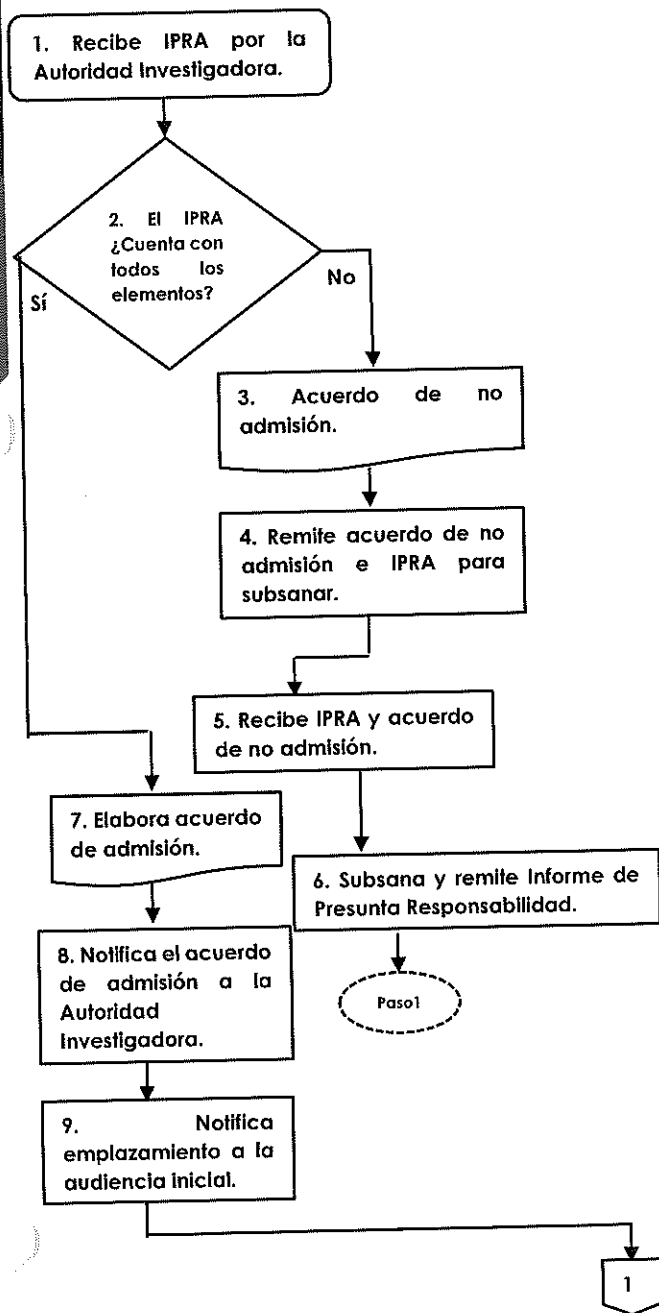 1. Recibe IPRA por la
Autoridad Investigadora.
2. El IPRA
¿Cuenta con
todos los
elementos?
Sí
No
3. Acuerdo de no
admisión.
4. Remite acuerdo de no
admisión e IPRA para
subsanar.
5. Recibe IPRA y acuerdo
de no admisión.
6. Subsana y remite Informe de
Presunta Responsabilidad.
Paso1
7. Elabora acuerdo
de admisión.
8. Notifica el acuerdo
de admisión a la
Autoridad
Investigadora.
9. Notifica
emplazamiento a la
audiencia inicial.
1